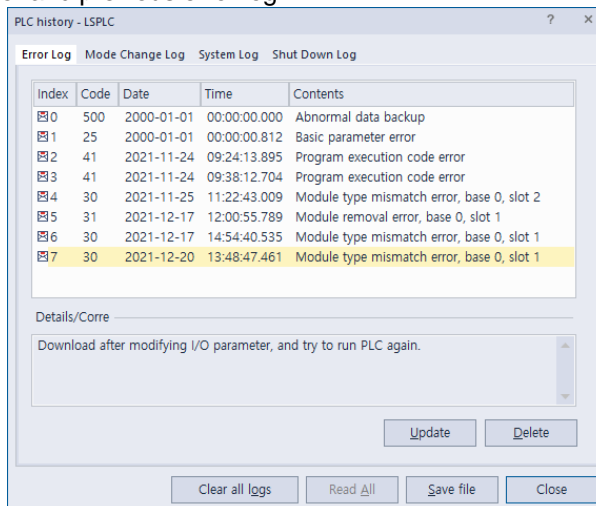 PLC history - LSPLC ? ×
Error Log Mode Change Log System Log Shut Down Log
Index Code Date Time Contents
0 500 2000-01-01 00:00:00.000 Abnormal data backup
1 25 2000-01-01 00:00:00.812 Basic parameter error
2 41 2021-11-24 09:24:13.895 Program execution code error
3 41 2021-11-24 09:38:12.704 Program execution code error
4 30 2021-11-25 11:22:43.009 Module type mismatch error, base 0, slot 2
5 31 2021-12-17 12:00:55.789 Module removal error, base 0, slot 1
6 30 2021-12-17 14:54:40.535 Module type mismatch error, base 0, slot 1
7 30 2021-12-20 13:48:47.461 Module type mismatch error, base 0, slot 1
Details/Corre
Download after modifying I/O parameter, and try to run PLC again.
Update Delete
Clear all logs Read All Save file Close